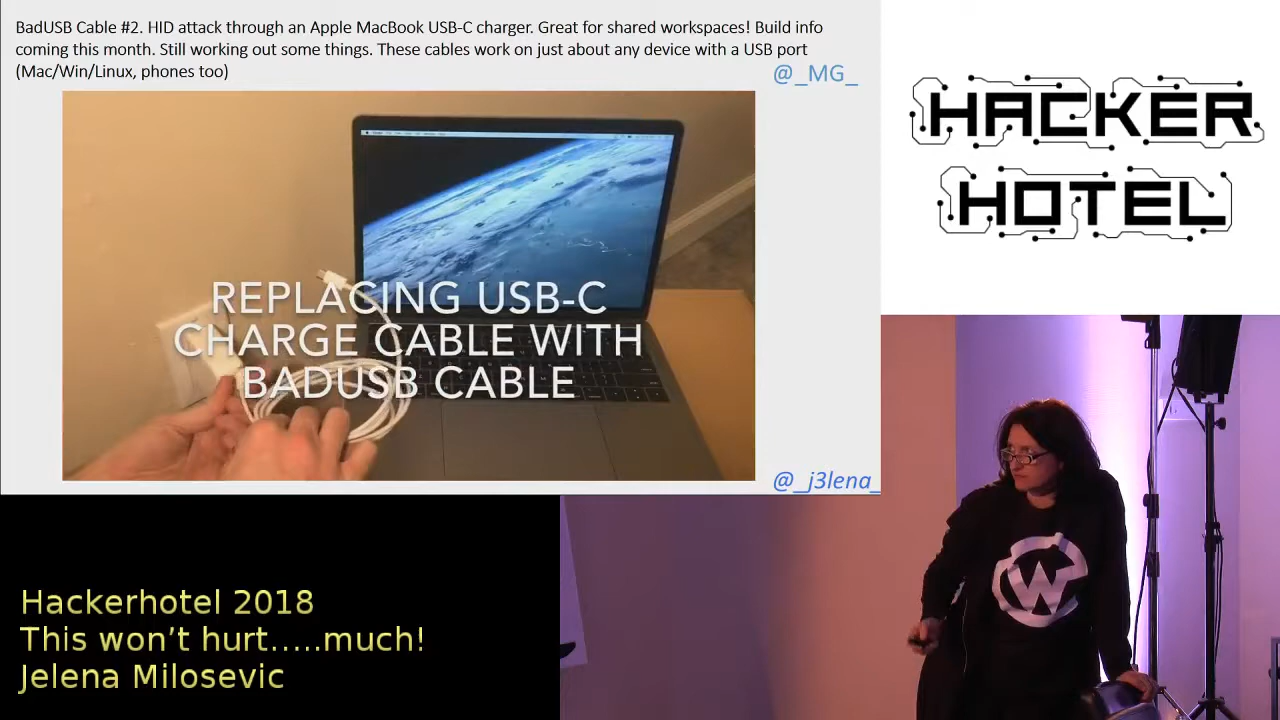 BadUSB Cable #2. HID attack through an Apple MacBook USB-C charger. Great for shared workspaces! Build info
coming this month. Still working out some things. These cables work on just about any device with a USB port
(Mac/Win/Linux, phones too)
@_MG_
REPLACING USB-C
CHARGE CABLE WITH
BADUSB CABLE
@_j3lena_
HACKER
HOTEL
W
Hackerhotel 2018
This won’t hurt.....much!
Jelena Milosevic